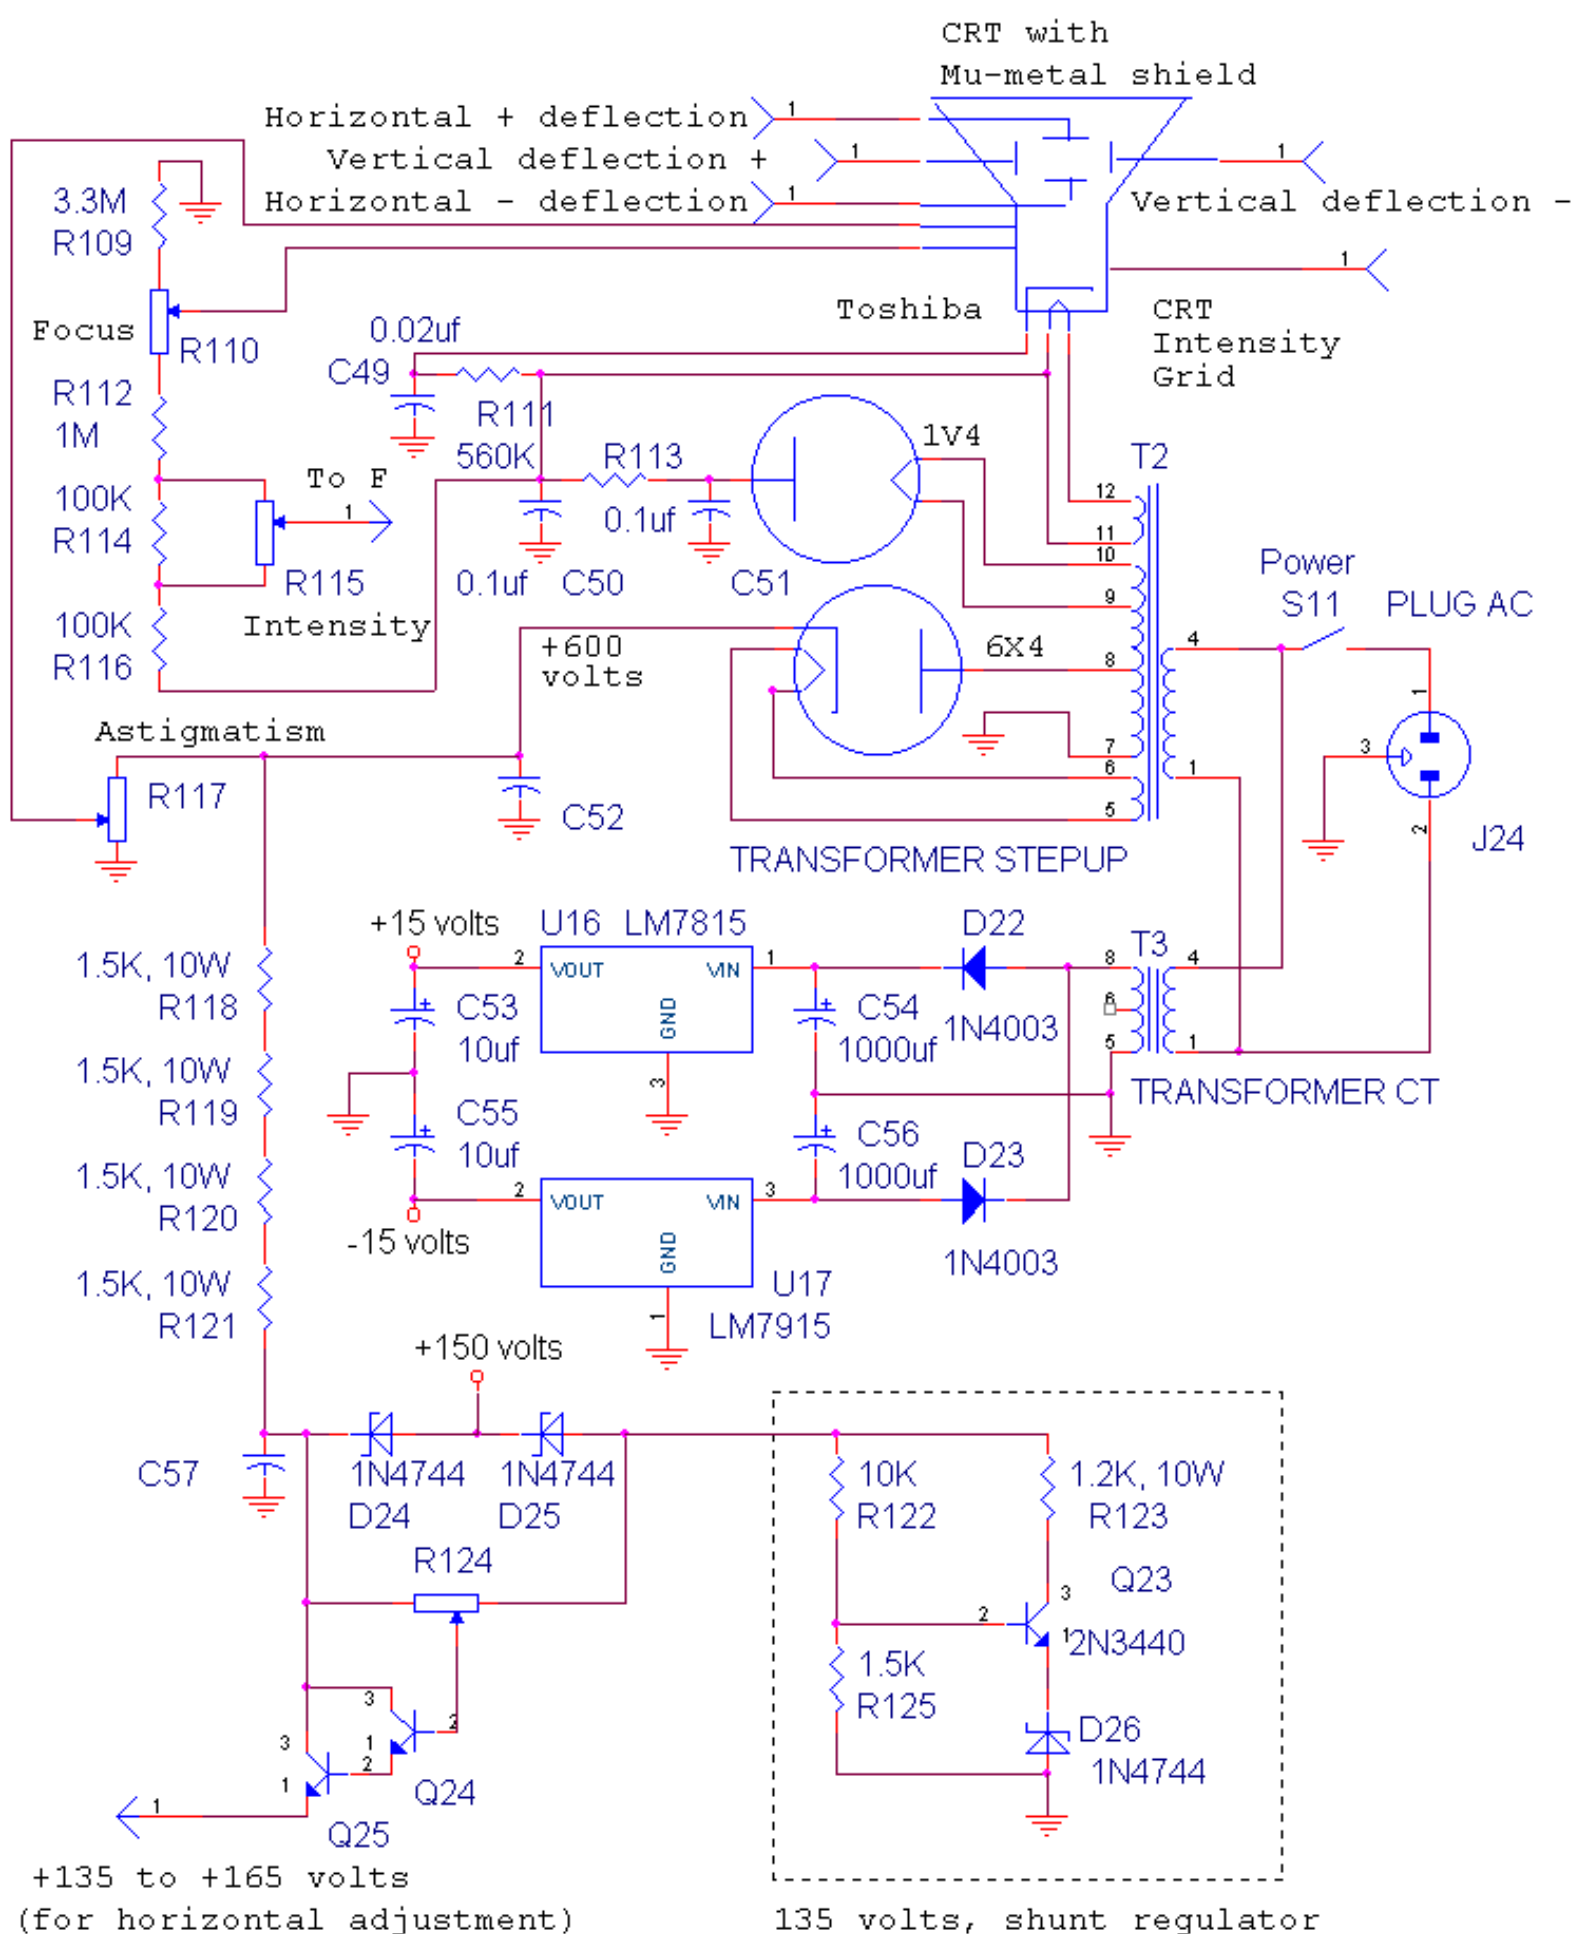 CRT with
Mu-metal shield
Horizontal + deflection
1
Vertical deflection +
1
1
Horizontal - deflection
1
Vertical deflection -
3.3M
R109
1
Focus
R110
0.02uf
C49
Toshiba
CRT
Intensity
Grid
R112
1M
R111
560K
R113
1V4
T2
To F
1
100K
R114
0.1uf
12
11
10
9
8
7
6
5
R115
0.1uf
C50
C51
Intensity
Power
S11
PLUG AC
4
1
1
3
2
J24
100K
R116
+600
volts
6X4
Astigmatism
R117
C52
TRANSFORMER STEPUP
+15 volts
U16
LM7815
D22
T3
2
VOUT
VIN
1
GND
3
8
6
5
4
1
1.5K, 10W
R118
C53
10uf
C54
1000uf
1N4003
1.5K, 10W
R119
TRANSFORMER CT
C55
10uf
C56
1000uf
D23
1.5K, 10W
R120
2
VOUT
VIN
3
GND
1
-15 volts
1N4003
1.5K, 10W
R121
U17
LM7915
+150 volts
C57
1N4744
D24
1N4744
D25
10K
R122
1.2K, 10W
R123
R124
Q23
3
2
1
2N3440
1.5K
R125
3
2
1
3
2
1
Q24
D26
1N4744
1
Q25
+135 to +165 volts
(for horizontal adjustment)
135 volts, shunt regulator